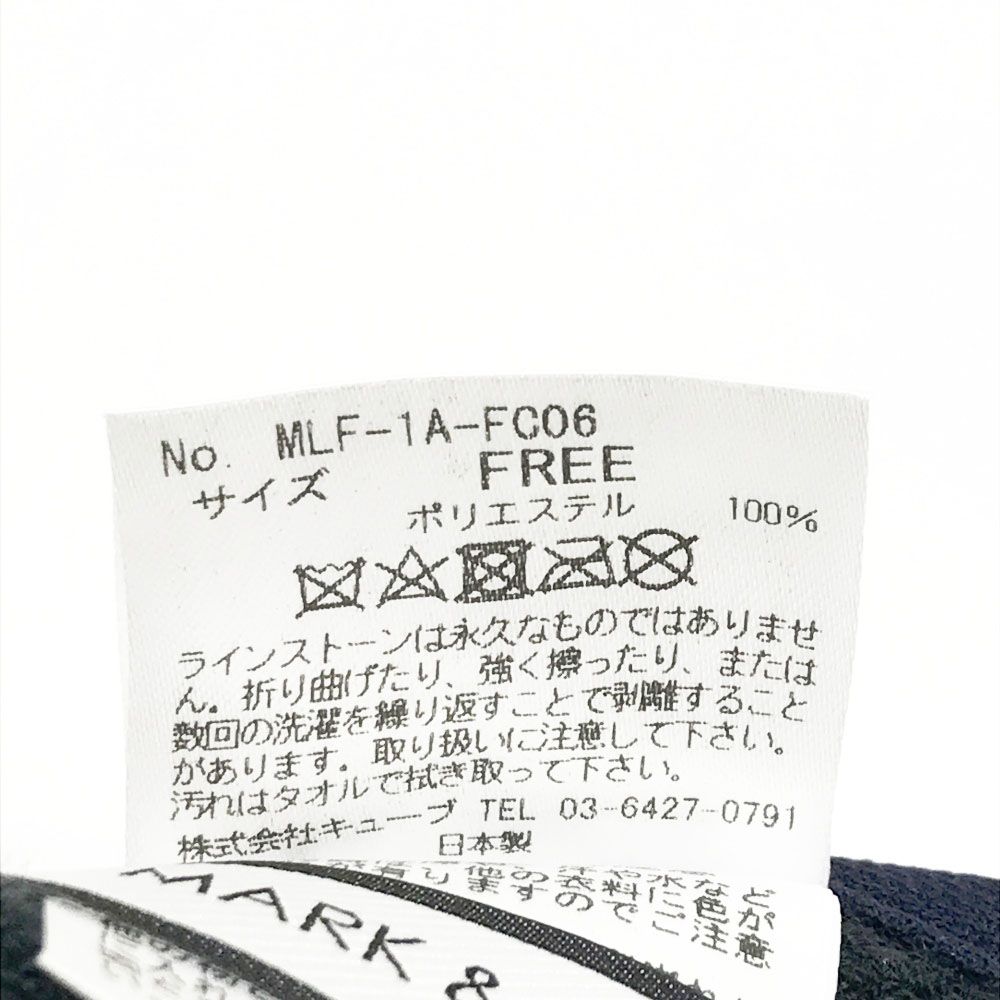 No. MLF-1A-FC06
サイズ FREE
ポリエステル 100%
ラインストーンは永久なものではありませ
ん。折り曲げたり、強く擦ったり、または
数回の洗濯を繰り返すことで剥離すること
があります。取り扱いに注意して下さい。
汚れはタオルで拭き取って下さい。
株式会社キューブ TEL 03-6427-0791
日本製
MARK &